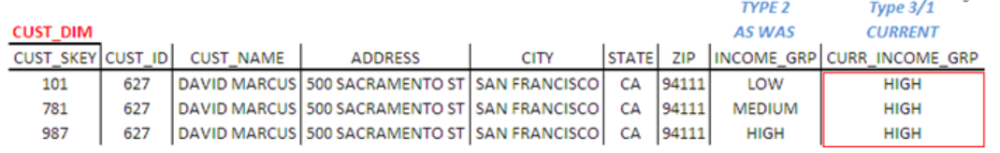 TYPE 2 Type 3/1
CUST_DIM AS WAS CURRENT
CUST_SKEY CUST_ID CUST_NAME ADDRESS CITY STATE ZIP INCOME_GRP CURR_INCOME_GRP
101 627 DAVID MARCUS 500 SACRAMENTO ST SAN FRANCISCO CA 94111 LOW HIGH
781 627 DAVID MARCUS 500 SACRAMENTO ST SAN FRANCISCO CA 94111 MEDIUM HIGH
987 627 DAVID MARCUS 500 SACRAMENTO ST SAN FRANCISCO CA 94111 HIGH HIGH